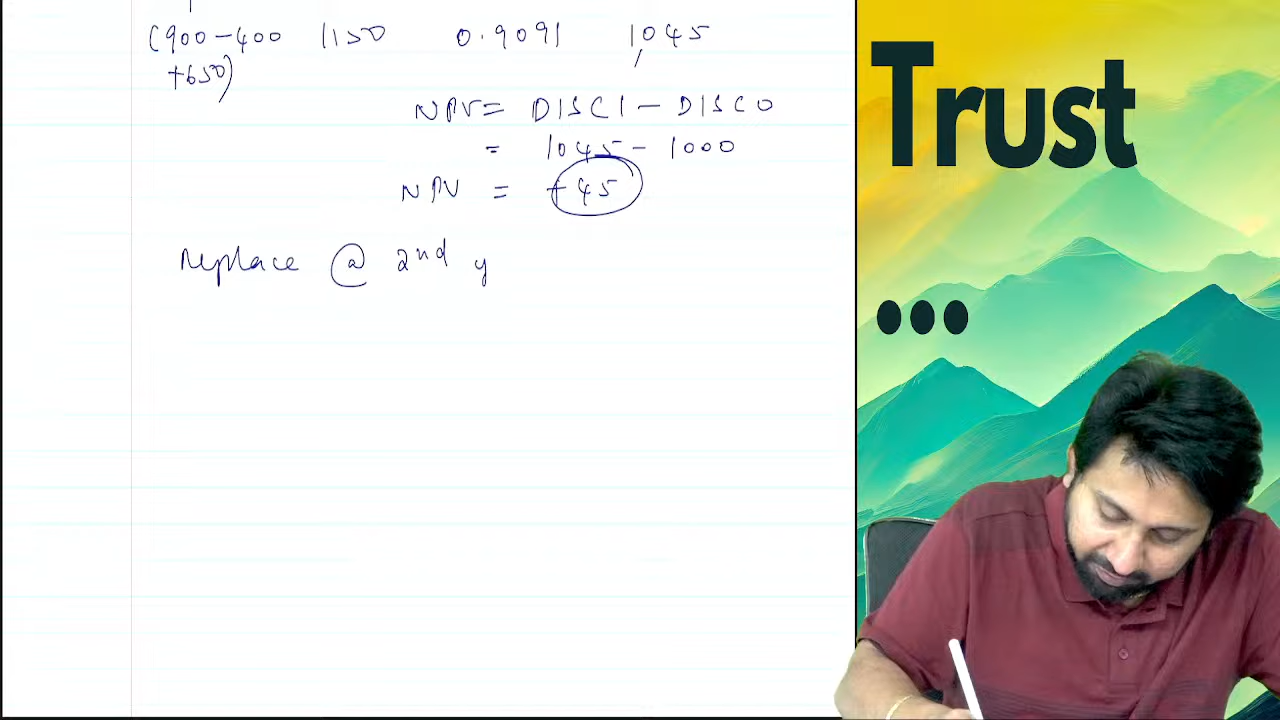 (900-400 1150 0.9091 1045
+650)
NPV= DISCI - DISCO
= 1045 - 1000
NPV = +45
replace @ 2nd y
Trust
...